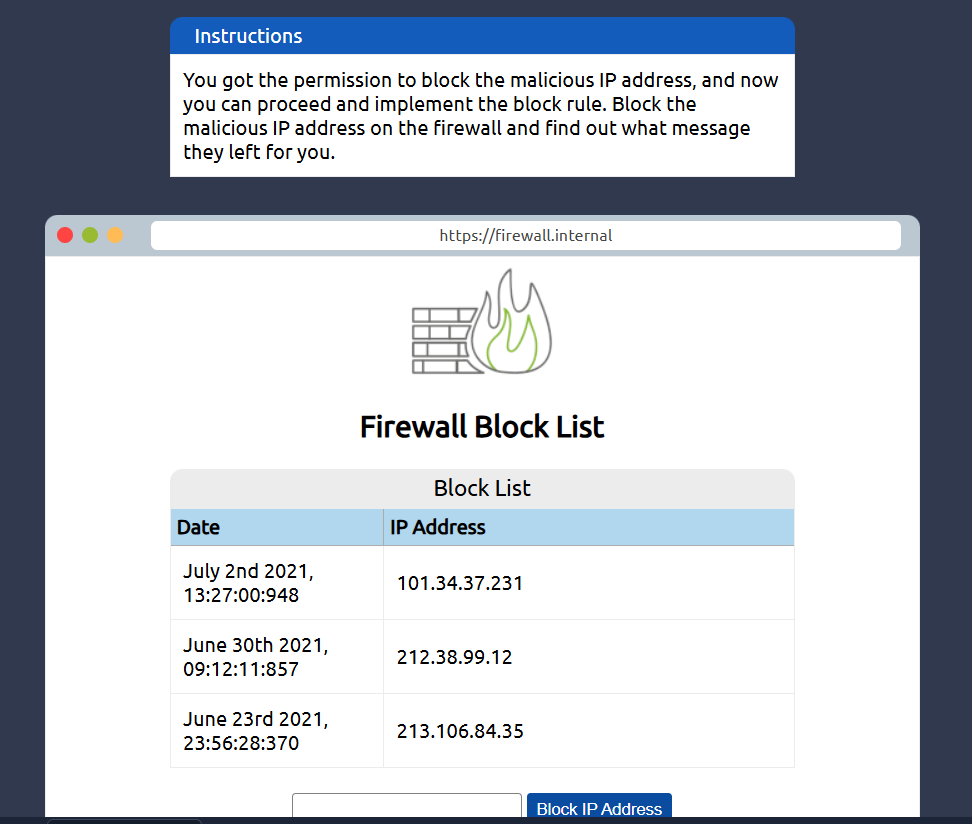 Instructions
You got the permission to block the malicious IP address, and now
you can proceed and implement the block rule. Block the
malicious IP address on the firewall and find out what message
they left for you.
https://firewall.internal
Firewall Block List
Block List
Date IP Address
July 2nd 2021,
13:27:00:948
101.34.37.231
June 30th 2021,
09:12:11:857
212.38.99.12
June 23rd 2021,
23:56:28:370
213.106.84.35
Block IP Address